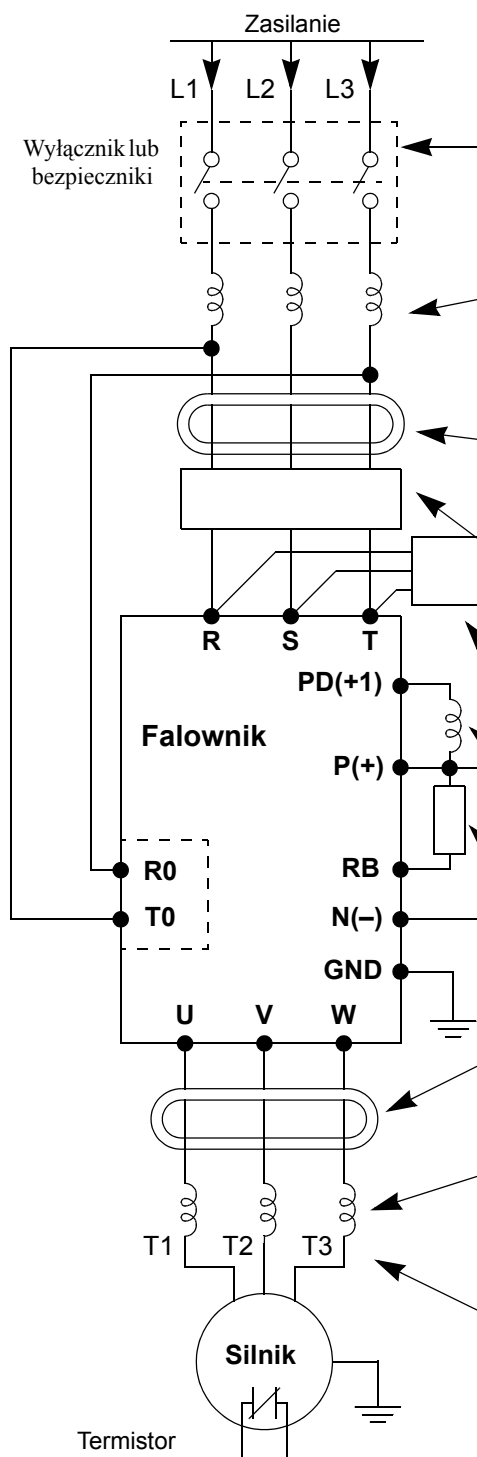 Zasilanie
L1 L2 L3
Wyłącznik lub
bezpieczniki
R S T
PD(+1)
Falownik
P(+)
R0 RB
T0 N(–)
GND
U V W
T1 T2 T3
Silnik
Termistor